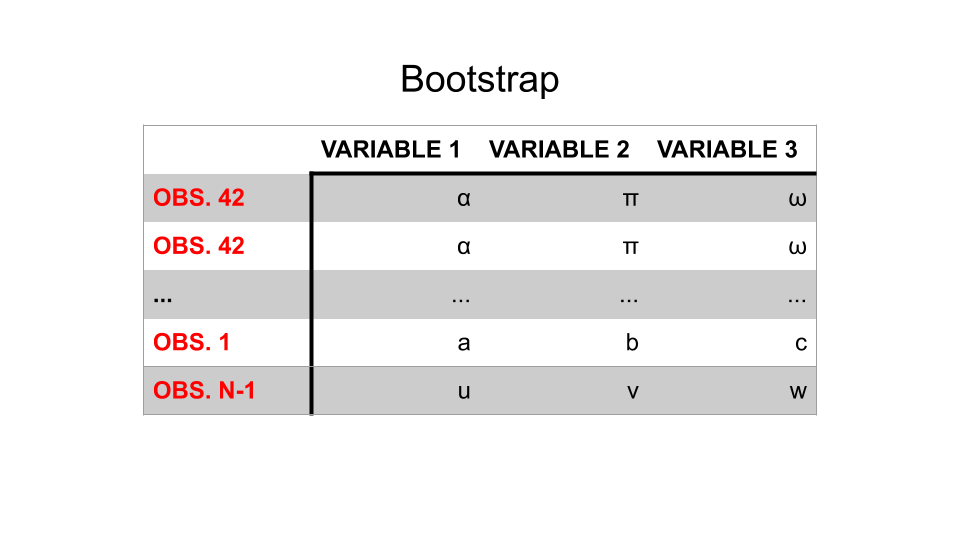 Bootstrap
VARIABLE 1 VARIABLE 2 VARIABLE 3
OBS. 42 α π ω
OBS. 42 α π ω
... ... ... ...
OBS. 1 a b c
OBS. N-1 u v w